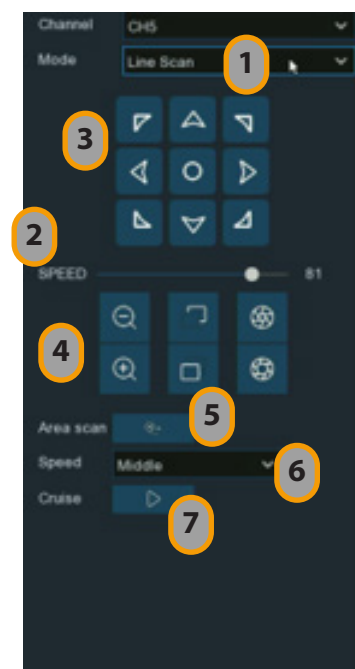 Channel CH5
Mode Line Scan 1
3
2
SPEED 81
4
Area scan 5
Speed Middle 6
Cruise 7